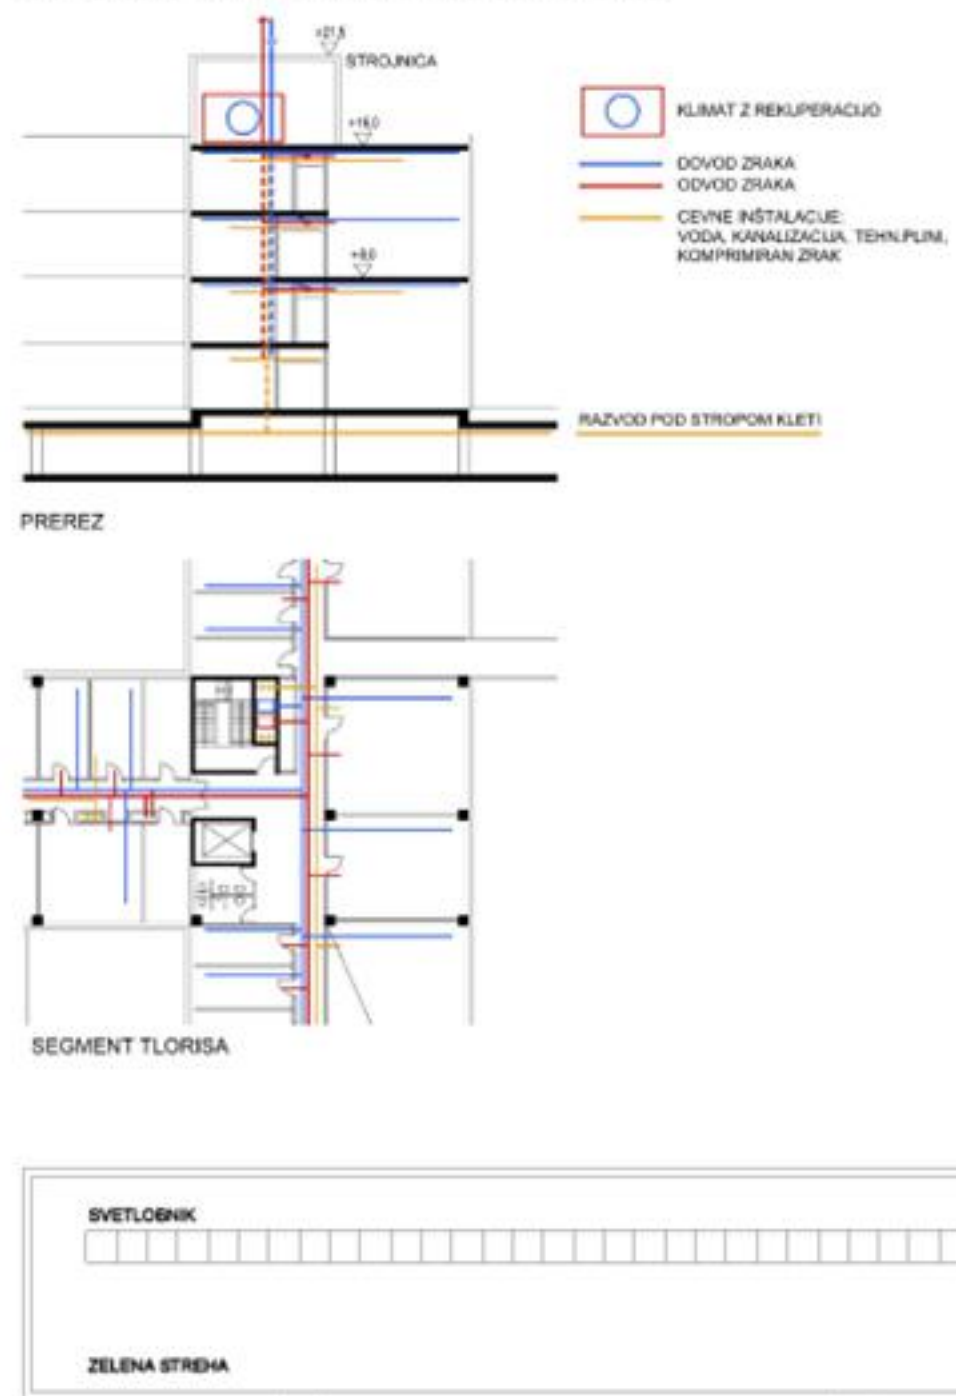 +21,5
STROJNICA
KLIMAT Z REKUPERACIJO
+16,0
DOVOD ZRAKA
ODVOD ZRAKA
CEVNE INŠTALACIJE:
VODA, KANALIZACIJA, TEHN.PLINI,
KOMPRIMIRAN ZRAK
+8,0
RAZVOD POD STROPOM KLETI
PREREZ
SEGMENT TLORISA
SVETLOBNIK
ZELENA STREHA